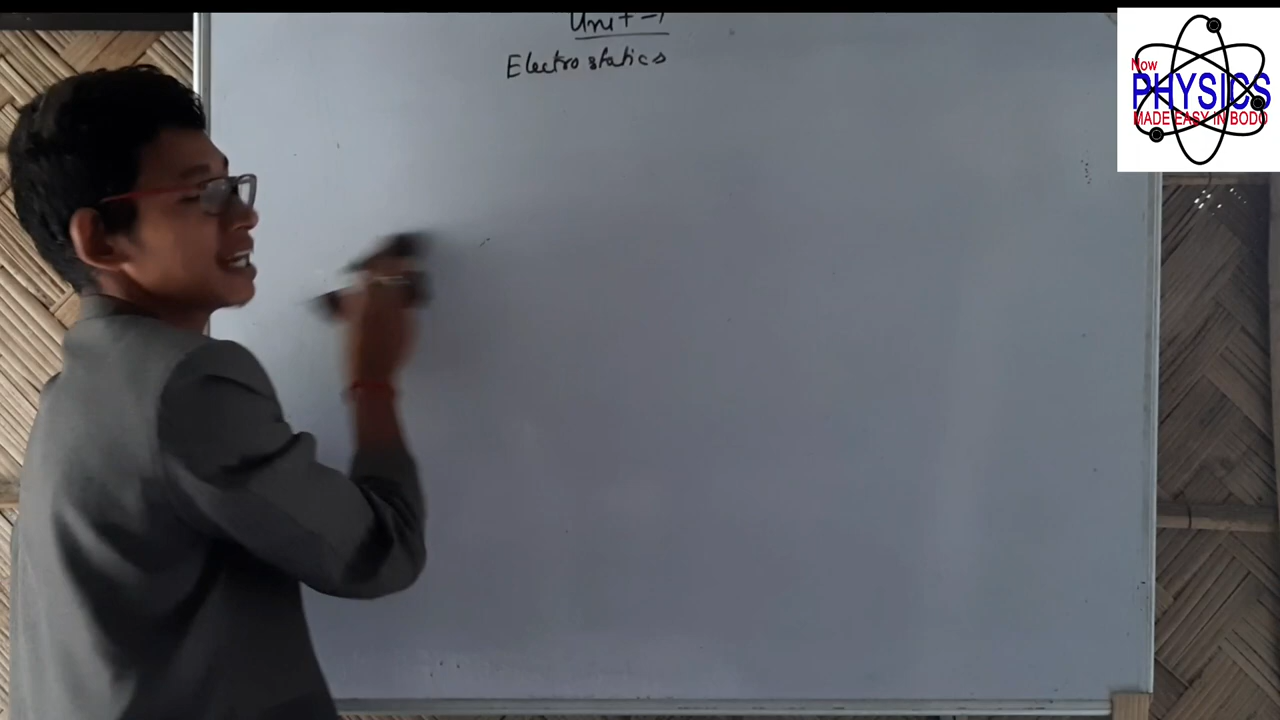 Unit-1
Electrostatics
Now
PHYSICS
MADE EASY IN BODO